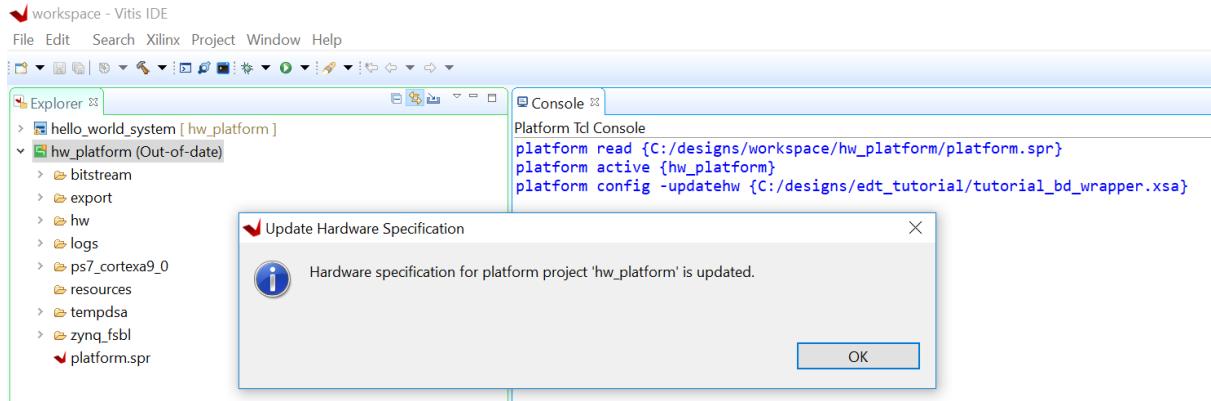 workspace - Vitis IDE
File Edit Search Xilinx Project Window Help
Explorer
hello_world_system [ hw_platform ]
hw_platform (Out-of-date)
bitstream
export
hw
logs
ps7_cortexa9_0
resources
tempdsa
zynq_fsbl
platform.spr
Console
Platform Tcl Console
platform read {C:/designs/workspace/hw_platform/platform.spr}
platform active {hw_platform}
platform config -updatehw {C:/designs/edt_tutorial/tutorial_bd_wrapper.xsa}
Update Hardware Specification
Hardware specification for platform project 'hw_platform' is updated.
OK